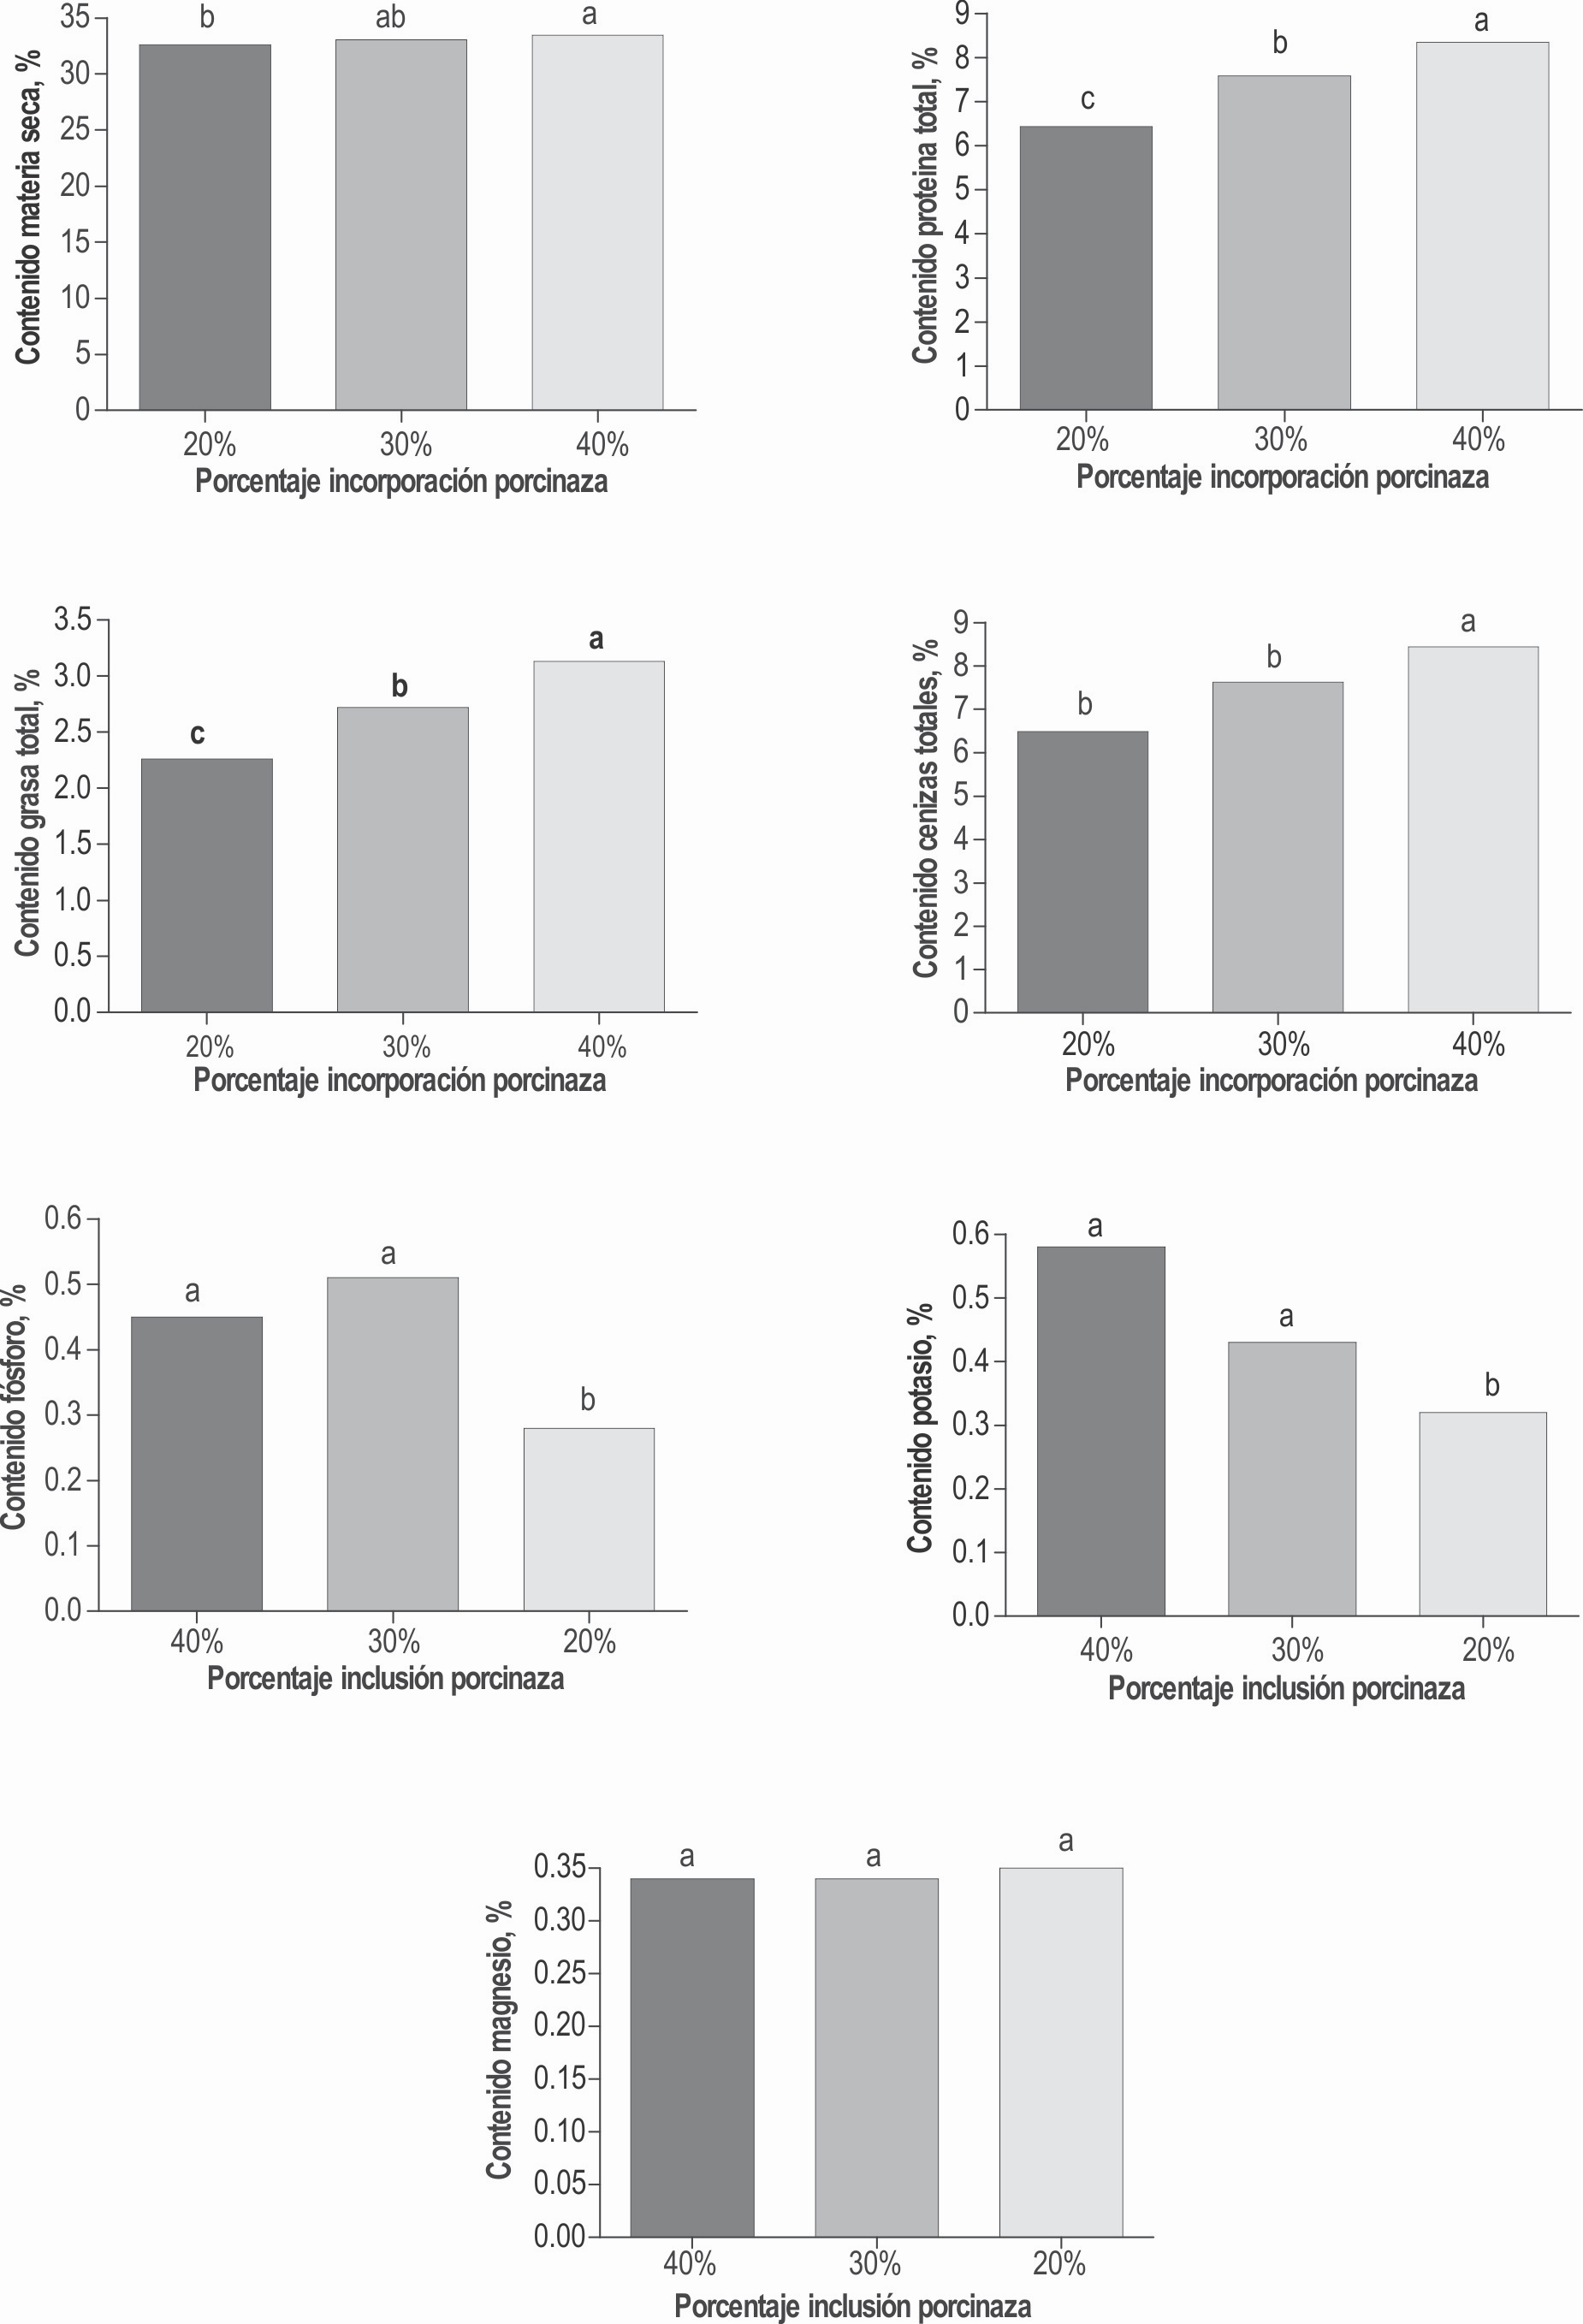 Contenido materia seca, %
35
30
25
20
15
10
5
0
b
ab
a
20%
30%
40%
Porcentaje incorporación porcinaza
Contenido proteina total, %
9
8
7
6
5
4
3
2
1
0
c
b
a
20%
30%
40%
Porcentaje incorporación porcinaza
Contenido grasa total, %
3.5
3.0
2.5
2.0
1.5
1.0
0.5
0.0
c
b
a
20%
30%
40%
Porcentaje incorporación porcinaza
Contenido cenizas totales, %
9
8
7
6
5
4
3
2
1
0
b
b
a
20%
30%
40%
Porcentaje incorporación porcinaza
Contenido fósforo, %
0.6
0.5
0.4
0.3
0.2
0.1
0.0
a
a
b
40%
30%
20%
Porcentaje inclusión porcinaza
Contenido potasio, %
0.6
0.5
0.4
0.3
0.2
0.1
0.0
a
a
b
40%
30%
20%
Porcentaje inclusión porcinaza
Contenido magnesio, %
0.35
0.30
0.25
0.20
0.15
0.10
0.05
0.00
a
a
a
40%
30%
20%
Porcentaje inclusión porcinaza